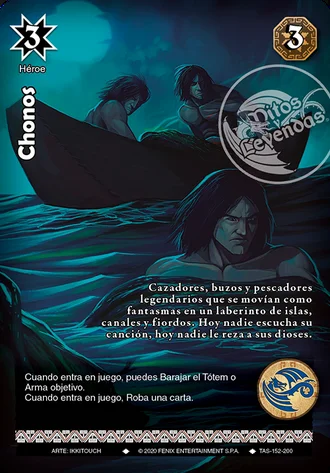 3
3
Héroe
Mitos y
Leyendas
Chonos
Cazadores, buzos y pescadores
legendarios que se movían como
fantasmas en un laberinto de islas,
canales y fiordos. Hoy nadie escucha su
canción, hoy nadie le reza a sus dioses.
Cuando entra en juego, puedes Barajar el Tótem o
Arma objetivo.
Cuando entra en juego, Roba una carta.
ARTE: IKKITOUCH
© 2020 FENIX ENTERTAINMENT S.P.A.
TAS-152-200